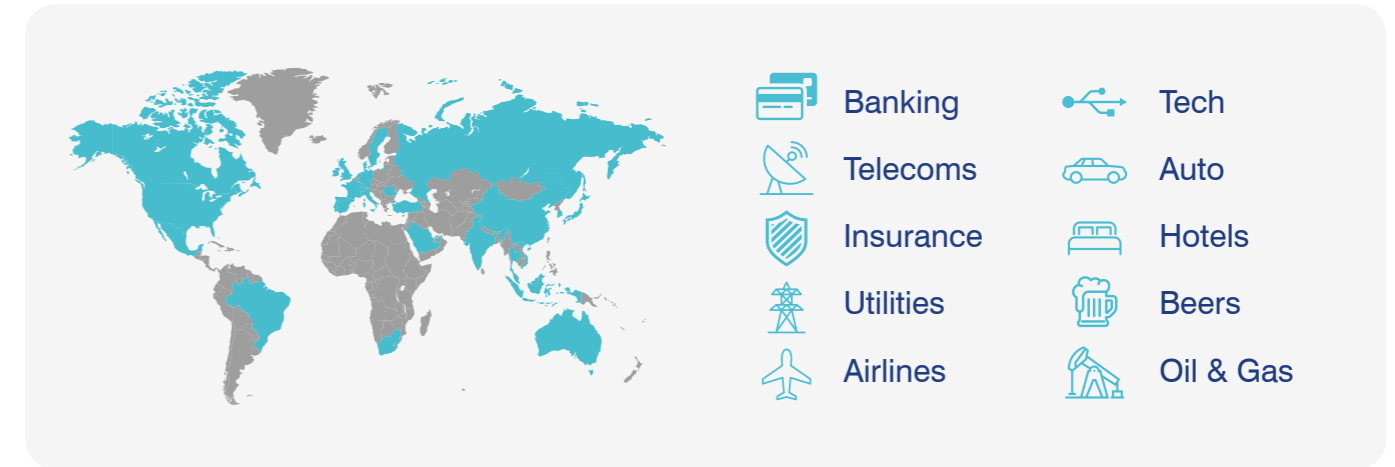 Banking
Telecoms
Insurance
Utilities
Airlines
Tech
Auto
Hotels
Beers
Oil & Gas